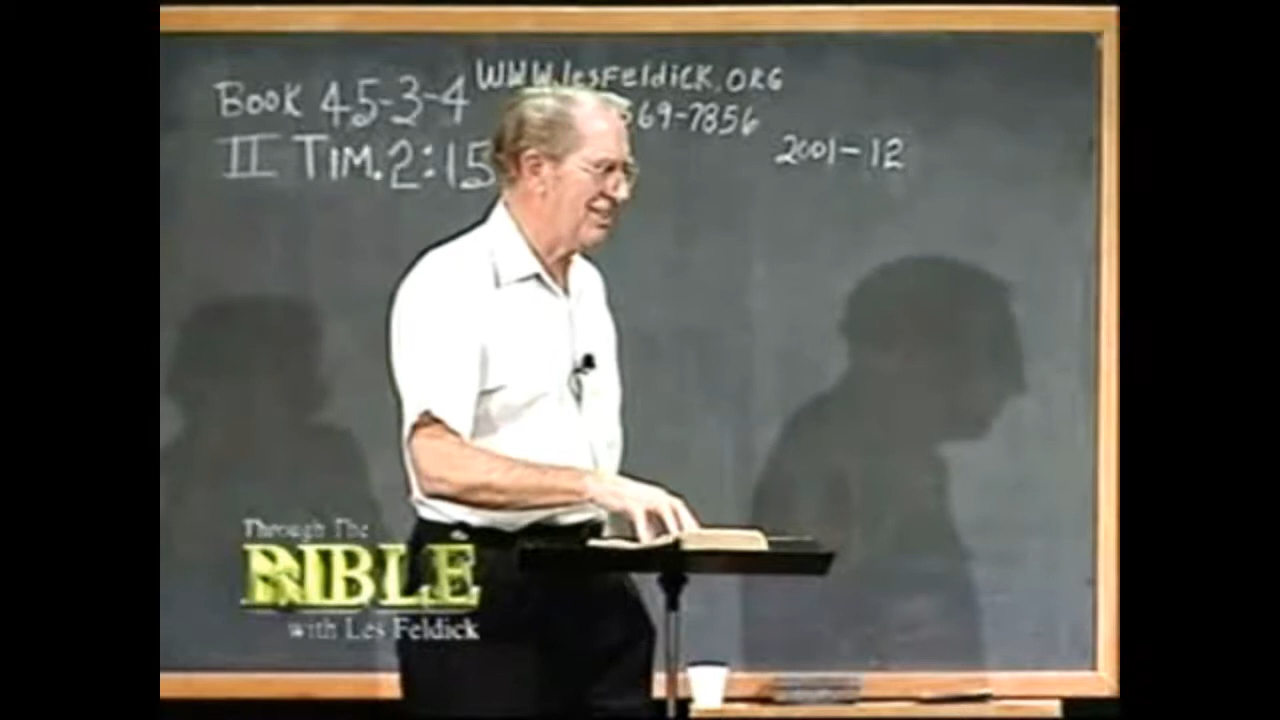 Book 45-3-4
WWW.lesFeldick.ORG
69-7856
II TIM. 2:15
2001-12
Through The
BIBLE
with Les Feldick